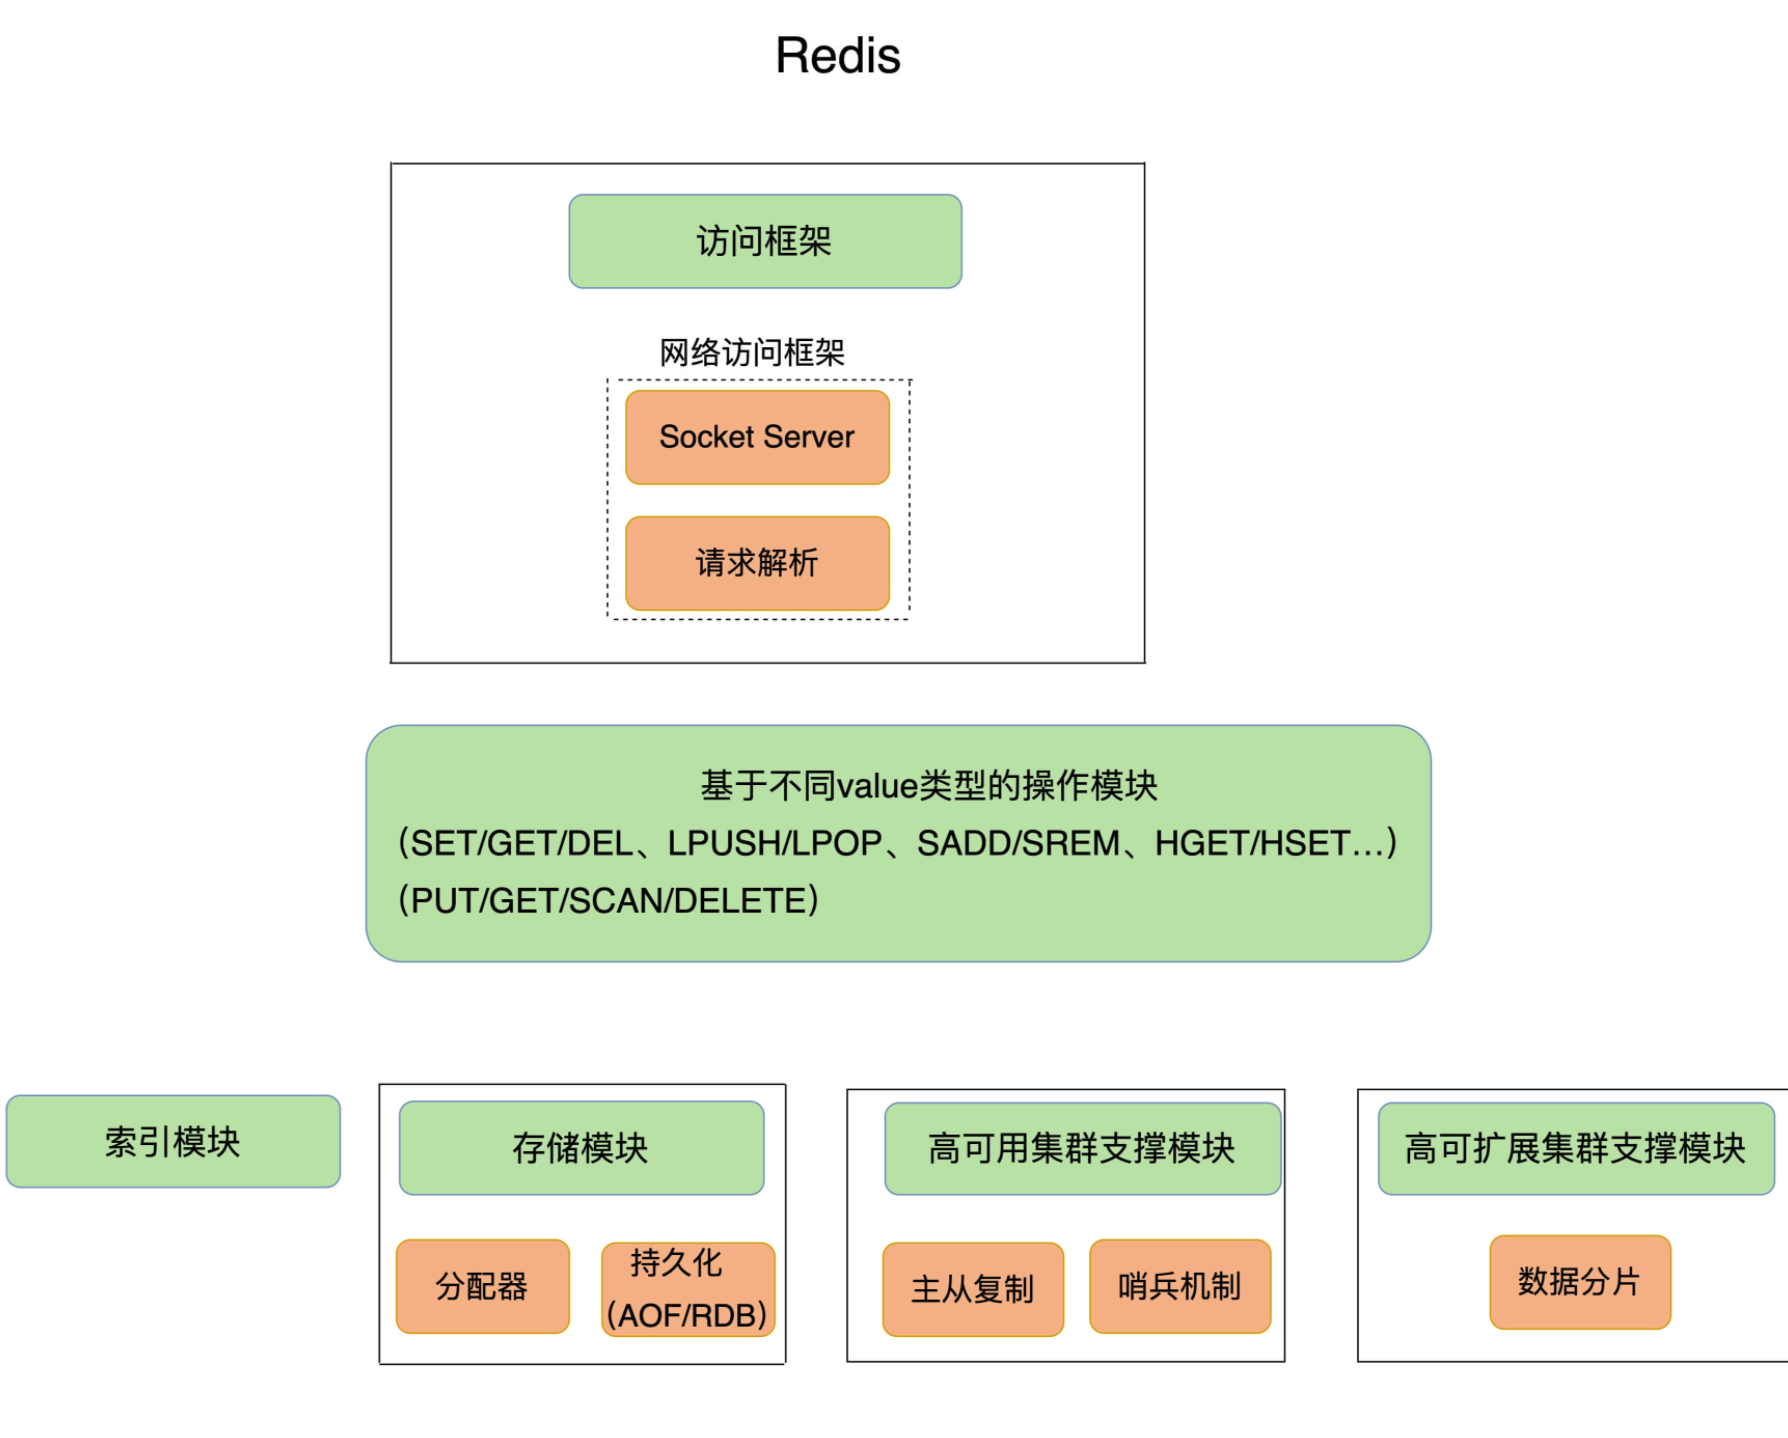 Redis
访问框架
网络访问框架
Socket Server
请求解析
基于不同value类型的操作模块
（SET/GET/DEL、LPUSH/LPOP、SADD/SREM、HGET/HSET...）
（PUT/GET/SCAN/DELETE）
索引模块
存储模块
分配器
持久化
(AOF/RDB)
高可用集群支撑模块
主从复制
哨兵机制
高可扩展集群支撑模块
数据分片